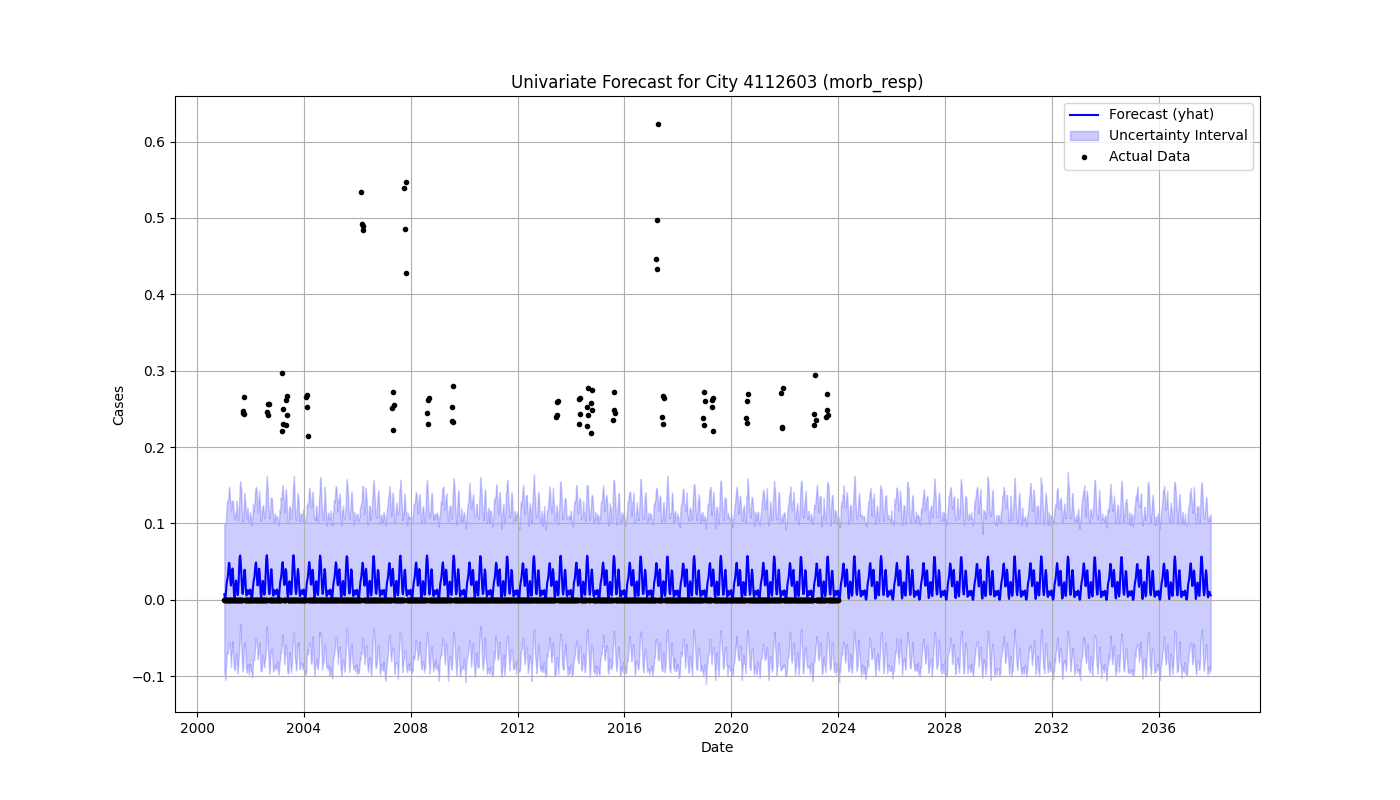 Univariate Forecast for City 4112603 (morb_resp)
Forecast (yhat)
Uncertainty Interval
Actual Data
Cases
0.6
0.5
0.4
0.3
0.2
0.1
0.0
−0.1
2000 2004 2008 2012 2016 2020 2024 2028 2032 2036
Date